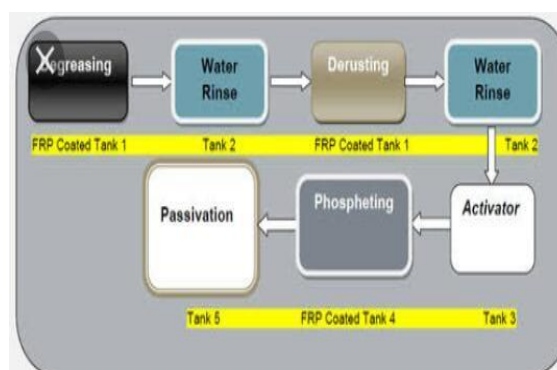 Degreasing
Water
Rinse
Derusting
Water
Rinse
FRP Coated Tank 1
Tank 2
FRP Coated Tank 1
Tank 2
Passivation
Phospheting
Activator
Tank 5
FRP Coated Tank 4
Tank 3